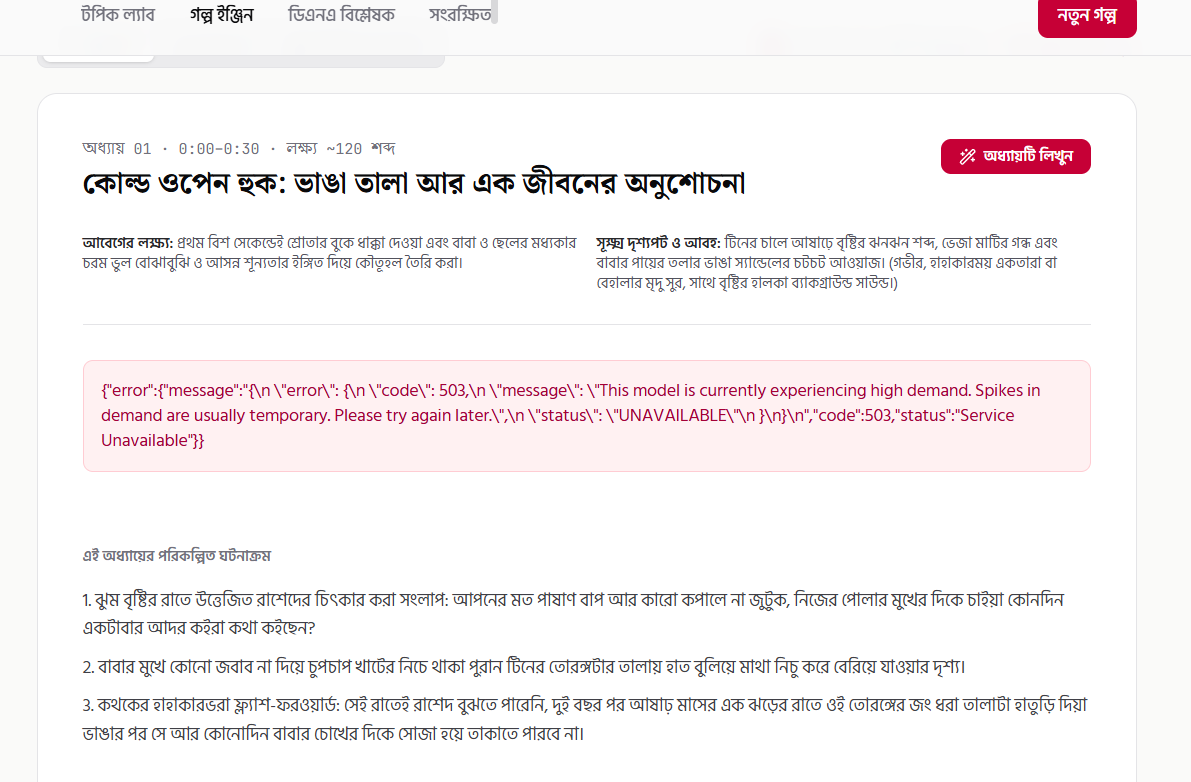 টপিক ল্যাব গল্প ইঞ্জিন ডিএনএ বিশ্লেষক সংরক্ষিত নতুন গল্প
অধ্যায় 01 · 0:00–0:30 · লক্ষ্য ~120 শব্দ
অধ্যায়টি লিখুন
কোল্ড ওপেন হুক: ভাঙা তালা আর এক জীবনের অনুশোচনা
আবেগের লক্ষ্য: প্রথম বিশ সেকেন্ডেই শ্রোতার বুকে ধাক্কা দেওয়া এবং বাবা ও ছেলের মধ্যকার
চরম ভুল বোঝাবুঝি ও আসন্ন শূন্যতার ইঙ্গিত দিয়ে কৌতূহল তৈরি করা।
সূক্ষ্ম দৃশ্যপট ও আবহ: টিনের চালে আষাঢ়ে বৃষ্টির ঝনঝন শব্দ, ভেজা মাটির গন্ধ এবং
বাবার পায়ের তলার ভাঙা স্যান্ডেলের চটচট আওয়াজ। (গভীর, হাহাকারময় একতারা বা
বেহালার মৃদু সুর, সাথে বৃষ্টির হালকা ব্যাকগ্রাউন্ড সাউন্ড।)
{"error":{"message":"{\n \"error\": {\n \"code\": 503,\n \"message\": \"This model is currently experiencing high demand. Spikes in
demand are usually temporary. Please try again later.\",\n \"status\": \"UNAVAILABLE\"\n }\n}\n","code":503,"status":"Service
Unavailable"}}
এই অধ্যায়ের পরিকল্পিত ঘটনাক্রম
1. ঝুম বৃষ্টির রাতে উত্তেজিত রাশেদের চিৎকার করা সংলাপ: আপনের মত পাষাণ বাপ আর কারো কপালে না জুটুক, নিজের পোলার মুখের দিকে চাইয়া কোনদিন
একটাবার আদর কইরা কথা কইছেন?
2. বাবার মুখে কোনো জবাব না দিয়ে চুপচাপ খাটের নিচে থাকা পুরান টিনের তোরঙ্গটার তালায় হাত বুলিয়ে মাথা নিচু করে বেরিয়ে যাওয়ার দৃশ্য।
3. কথকের হাহাকারভরা ফ্ল্যাশ-ফরওয়ার্ড: সেই রাতেই রাশেদ বুঝতে পারেনি, দুই বছর পর আষাঢ় মাসের এক ঝড়ের রাতে ওই তোরঙ্গের জং ধরা তালাটা হাতুড়ি দিয়া
ভাঙার পর সে আর কোনোদিন বাবার চোখের দিকে সোজা হয়ে তাকাতে পারবে না।